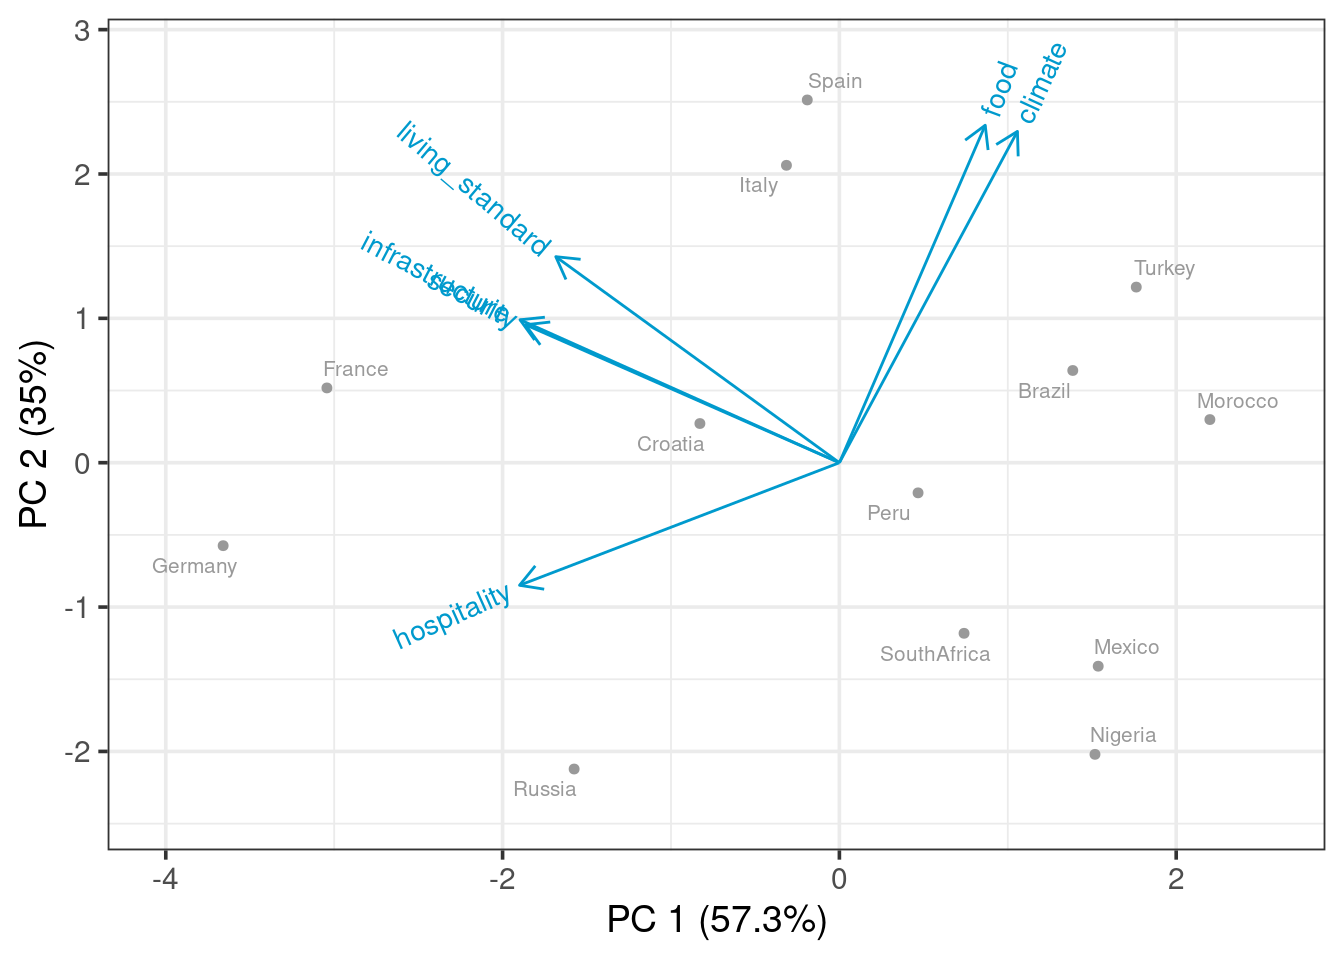 3
2
1
0
-1
-2
PC 2 (35%)
Spain
food
climate
living_standard
Italy
infrastructure
security
Turkey
France
Brazil
Morocco
Croatia
Peru
Germany
hospitality
SouthAfrica
Mexico
Nigeria
Russia
-4
-2
0
2
PC 1 (57.3%)